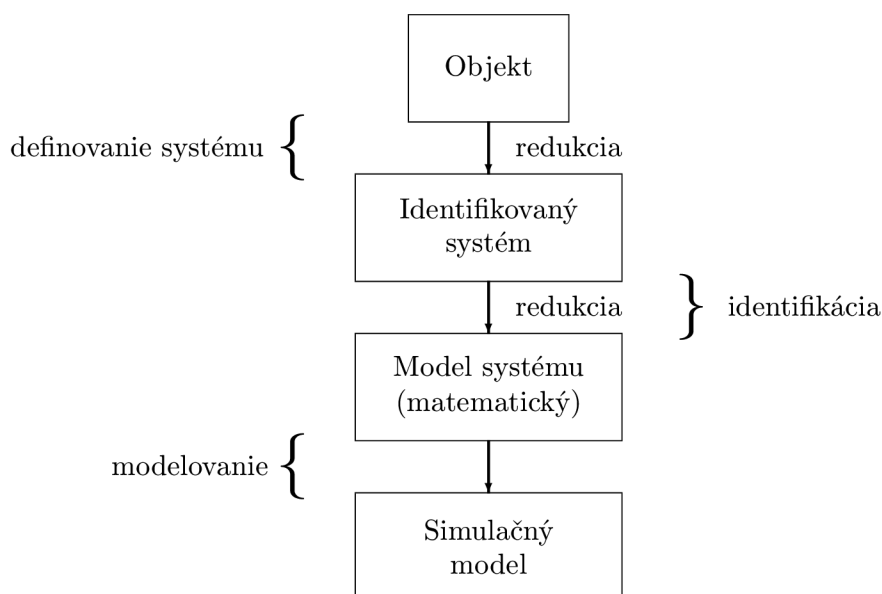 Objekt
definovanie systému
redukcia
Identifikovaný
systém
redukcia
identifikácia
Model systému
(matematický)
modelovanie
Simulačný
model